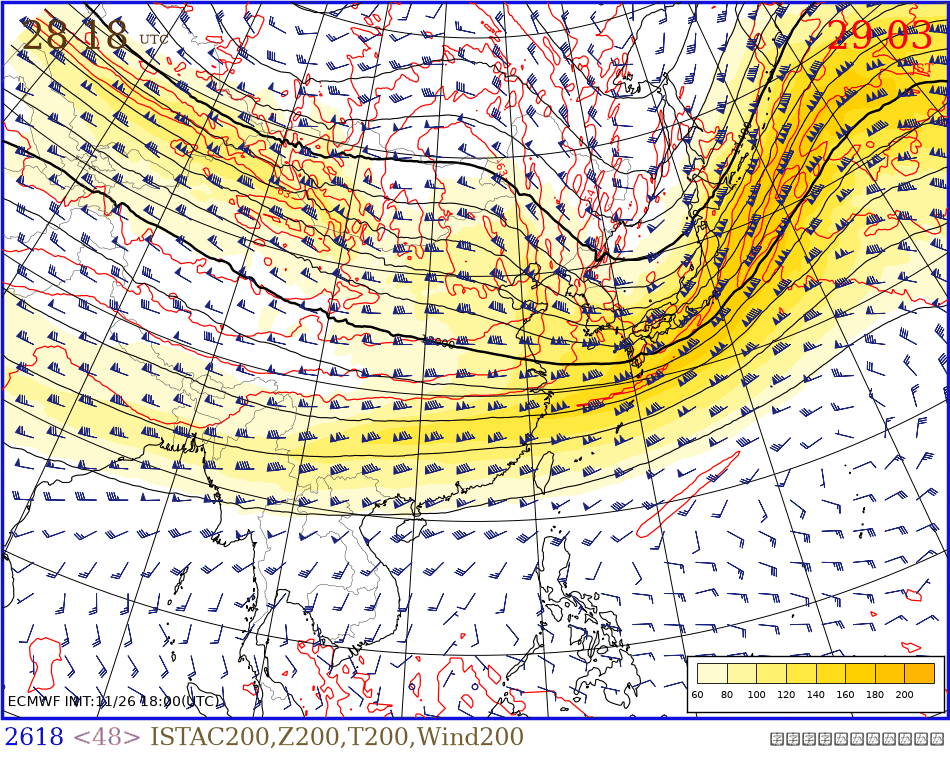 28 18 UTC
29 03
60 80 100 120 140 160 180 200
ECMWF INIT:11/26 18:00(UTC)
2618 <48> ISTAC200,Z200,T200,Wind200